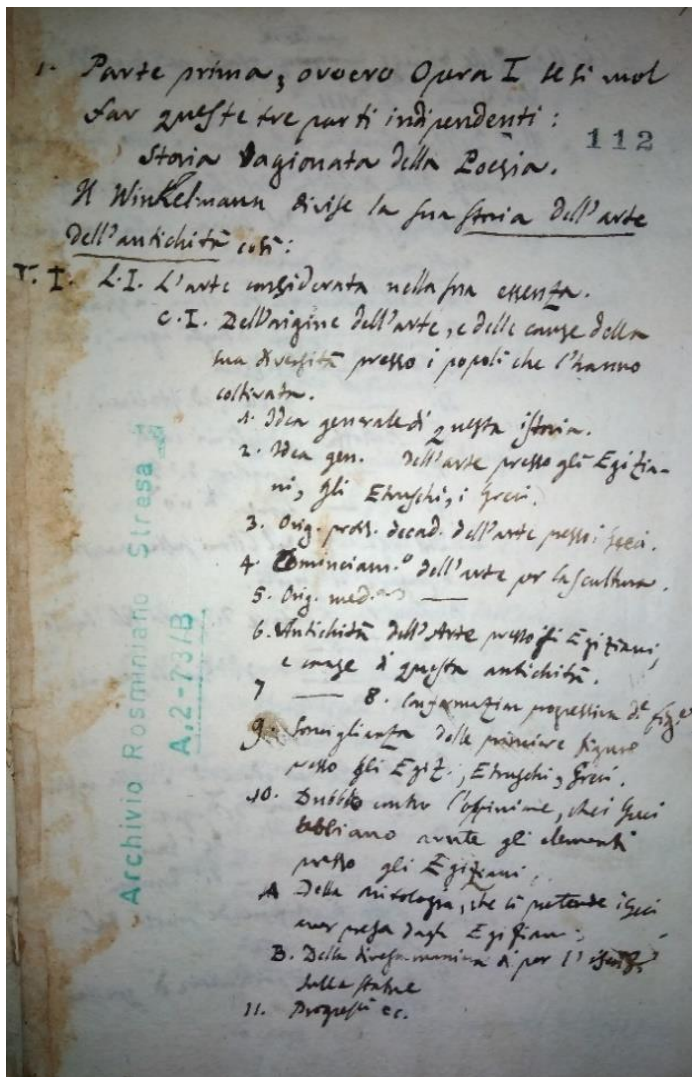 1. Parte prima, ovvero Opera I se si vuol
far queste tre parti indipendenti:
112
Storia Ragionata della Poesia.
Il Winkelmann divise la sua storia dell'arte
dell'antichità così:
T. I. L.I. L'arte considerata nella sua essenza.
C.I. Dell'origine dell'arte, e delle cause della
sua diversità presso i popoli che l'hanno
coltivata.
1. Idea generale di questa istoria.
2. Idea gen. dell'arte presso gli Egizia-
ni, gli Etruschi, i Greci.
3. Orig. prog. decad. dell'arte presso i Greci.
4. Cominciam.o dell'arte per la scultura.
5. Orig. med. ——
6. Antichità dell'Arte presso gli Egiziani,
e cause di questa antichità.
7 —— 8. Conformazion progressiva d. fig.e
9. Somiglianza delle primiere figure
presso gli Egiz., Etruschi, Greci.
10. Dubbio contro l'oppinione, che i Greci
abbiano avute gli elementi
presso gli Egiziani.
A Della mitologia, che si pretende i Greci
aver presa dagli Egiziani.
B. Della diversa maniera di por l'
sulla statue
11. Progressi ec.
Archivio Rosminiano Stresa
A.2-73/B